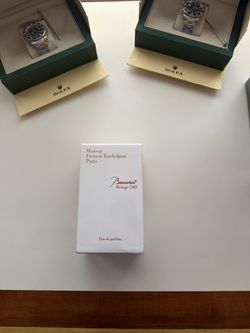 ROLEX
ROLEX
Maison
Francis Kurkdjian
Paris
Baccarat
Rouge 540
Eau de parfum